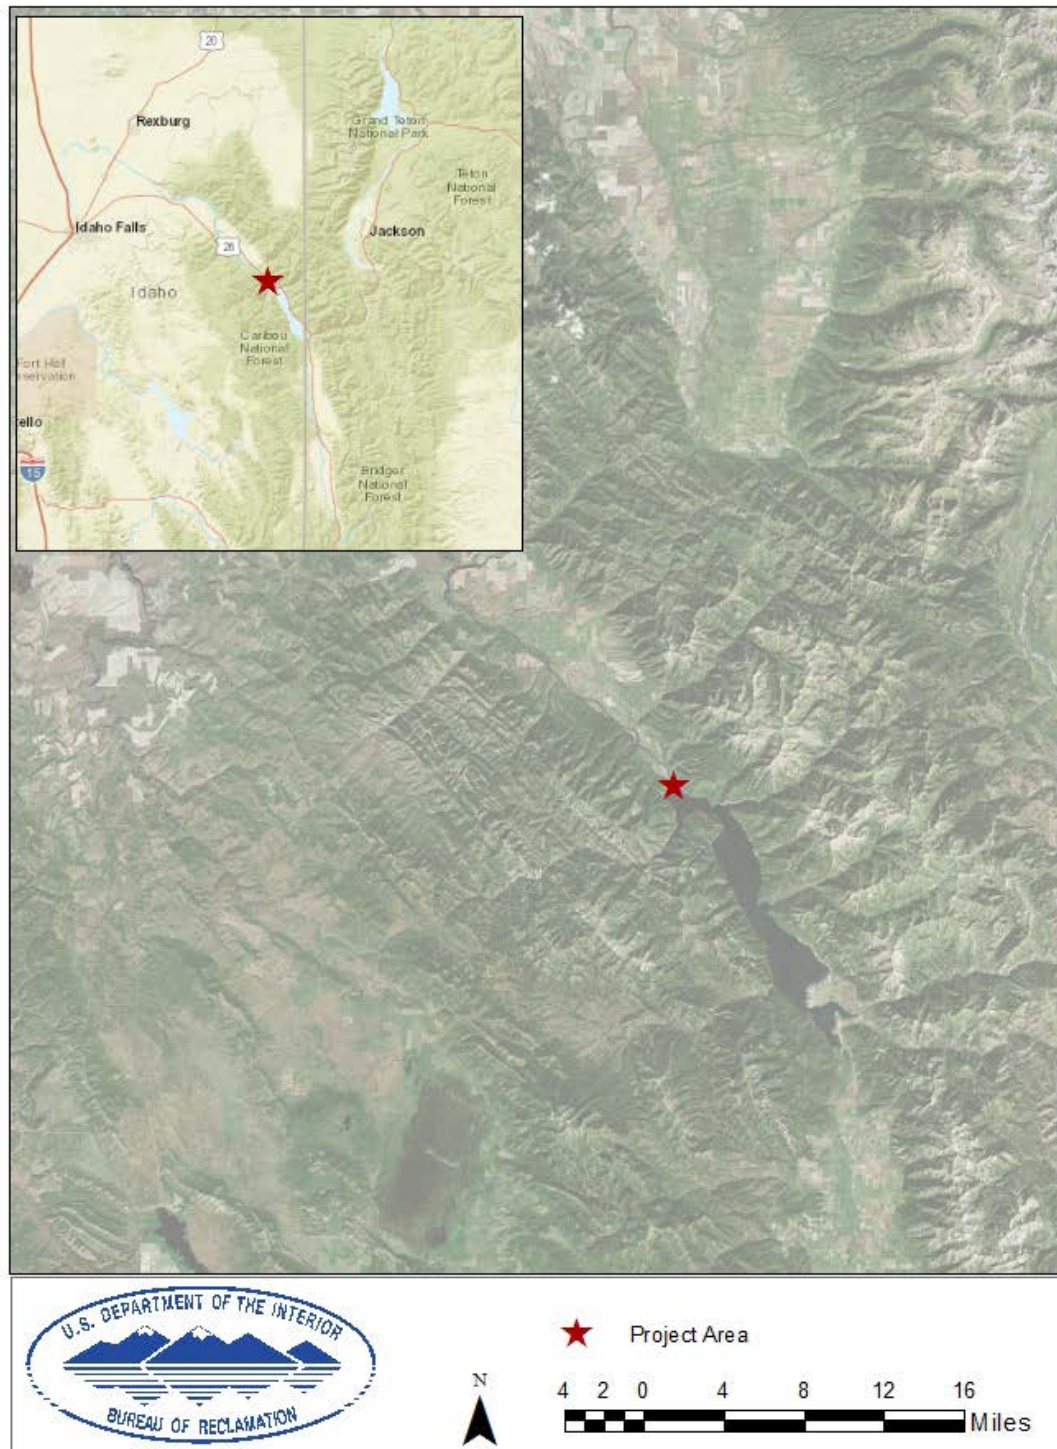 20
Rexburg
Grand Teton
National Park
Teton
National
Forest
Idaho Falls
26
Jackson
Idaho
Caribou
National
Forest
Fort Hall
servation
ello
15
Bridger
National
Forest
U.S. DEPARTMENT OF THE INTERIOR
BUREAU OF RECLAMATION
Project Area
N
4 2 0 4 8 12 16
Miles